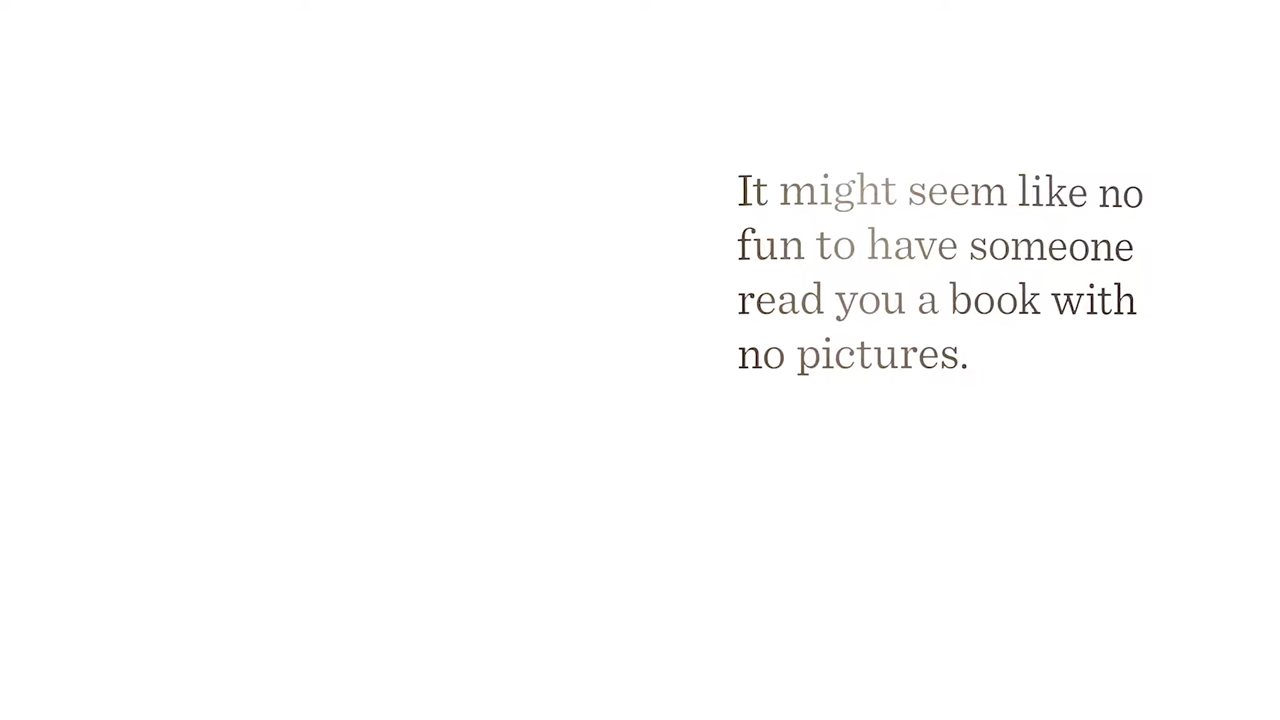 It might seem like no
fun to have someone
read you a book with
no pictures.